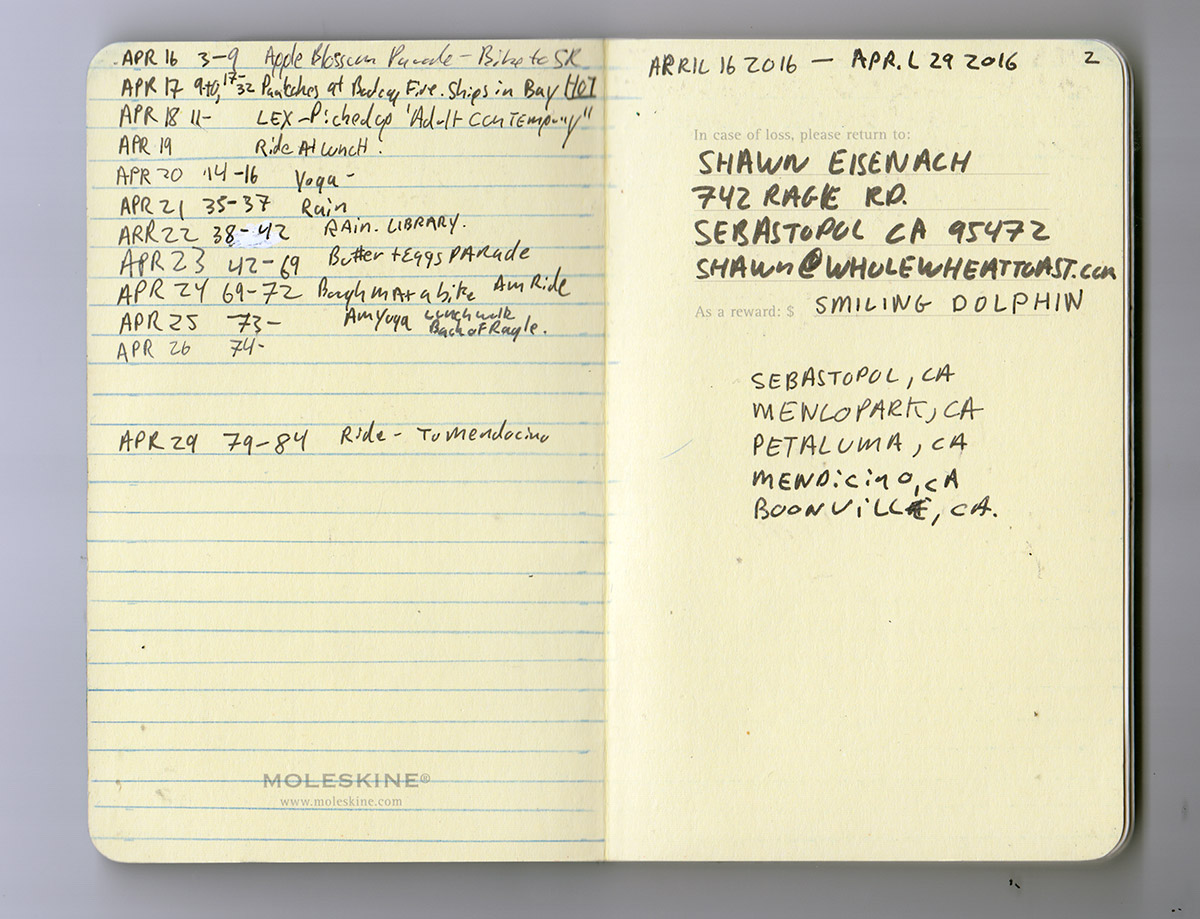 APR 16 3-9 Apple Blossom Parade - Bike to SR
APR 17 9+10, 17-32 at Bodega Fire. Ships in Bay HOT
APR 18 11- LEX - Picked up "Adult Contempory"
APR 19 Ride At Lunch.
APR 20 14-16 Yoga -
APR 21 35-37 Rain
APR 22 38-42 RAin. LIBRARY.
APR 23 42-69 Butter + Eggs PARADE
APR 24 69-72 Bough marta bike Am Ride
APR 25 73- Am Yoga Lunch walk
Back of Ragle.
APR 26 74-
APR 29 79-84 Ride - To Mendocino
MOLESKINE®
www.moleskine.com
APRIL 16 2016 — APRIL 29 2016 2
In case of loss, please return to:
SHAWN EISENACH
742 RAGLE RD.
SEBASTOPOL CA 95472
SHAWN@WHOLEWHEATTOAST.com
As a reward: $ SMILING DOLPHIN
SEBASTOPOL, CA
MENLOPARK, CA
PETALUMA, CA
MENDicinO, CA
BOONViLLE, CA.